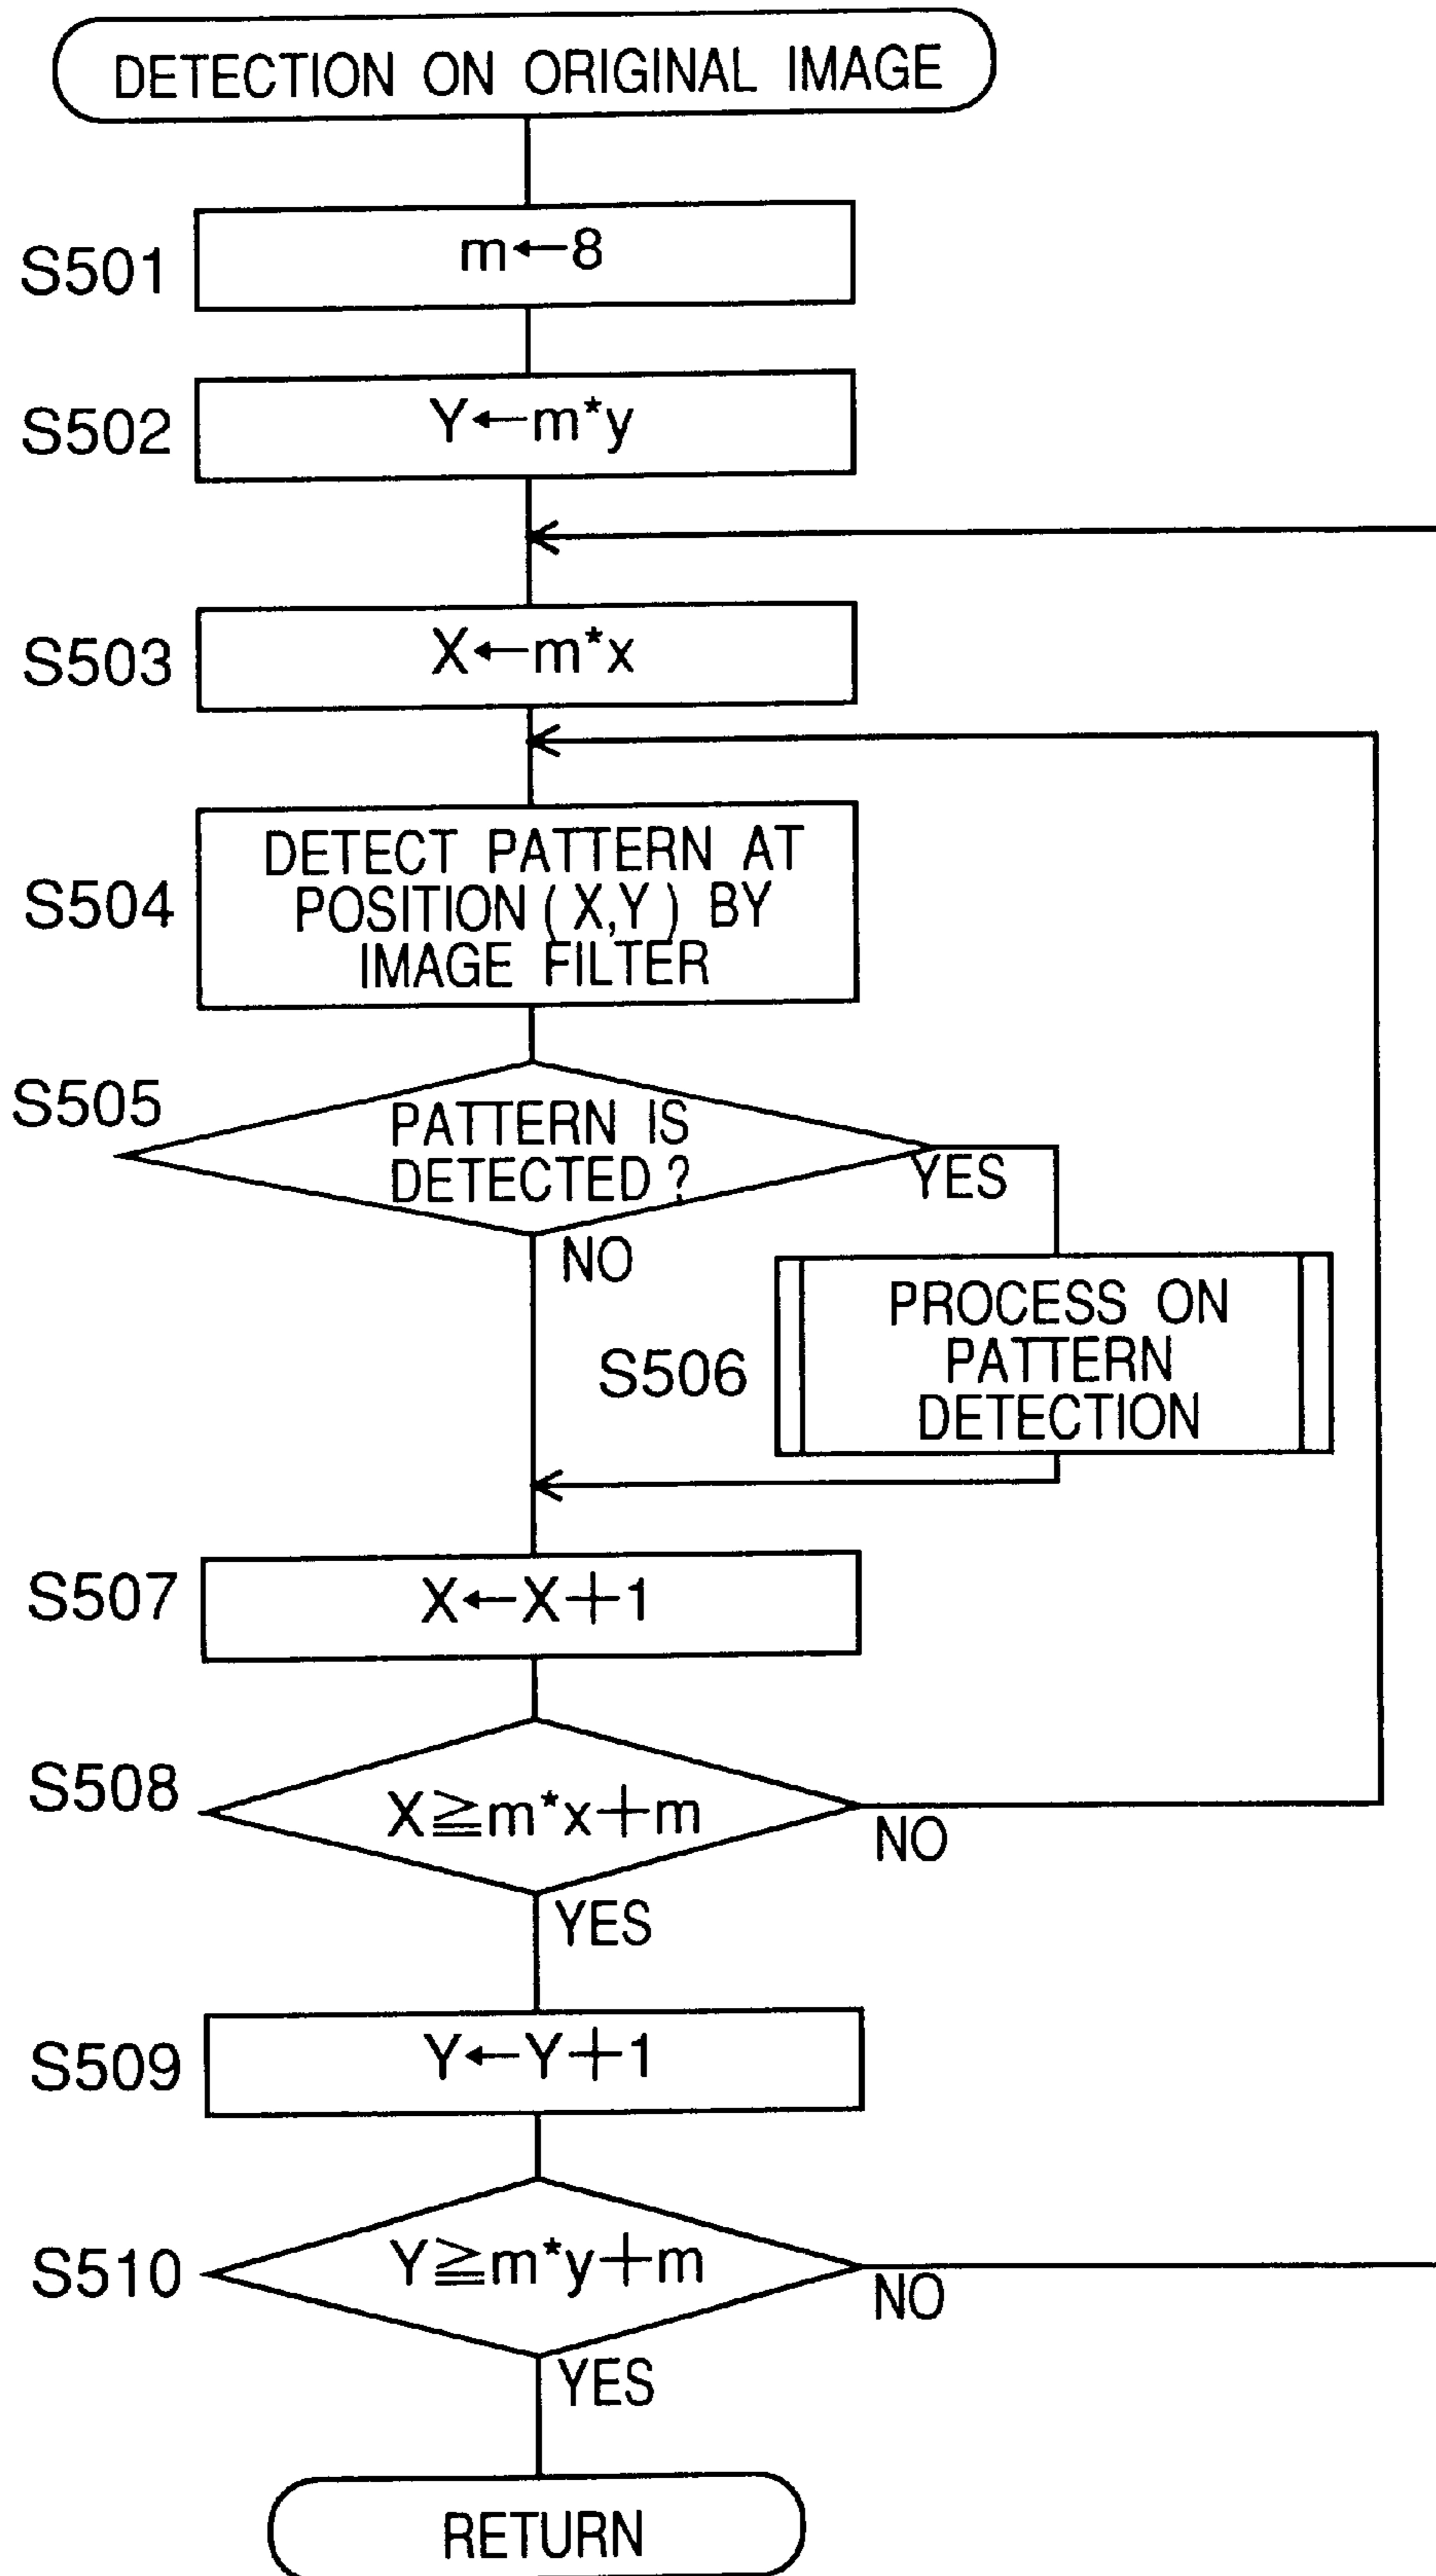 DETECTION ON ORIGINAL IMAGE
S501
m←8
S502
Y←m*y
S503
X←m*x
S504
DETECT PATTERN AT
POSITION ( X,Y ) BY
IMAGE FILTER
S505
PATTERN IS
DETECTED ?
YES
NO
S506
PROCESS ON
PATTERN
DETECTION
S507
X←X+1
S508
X≧m*x+m
NO
YES
S509
Y←Y+1
S510
Y≧m*y+m
NO
YES
RETURN